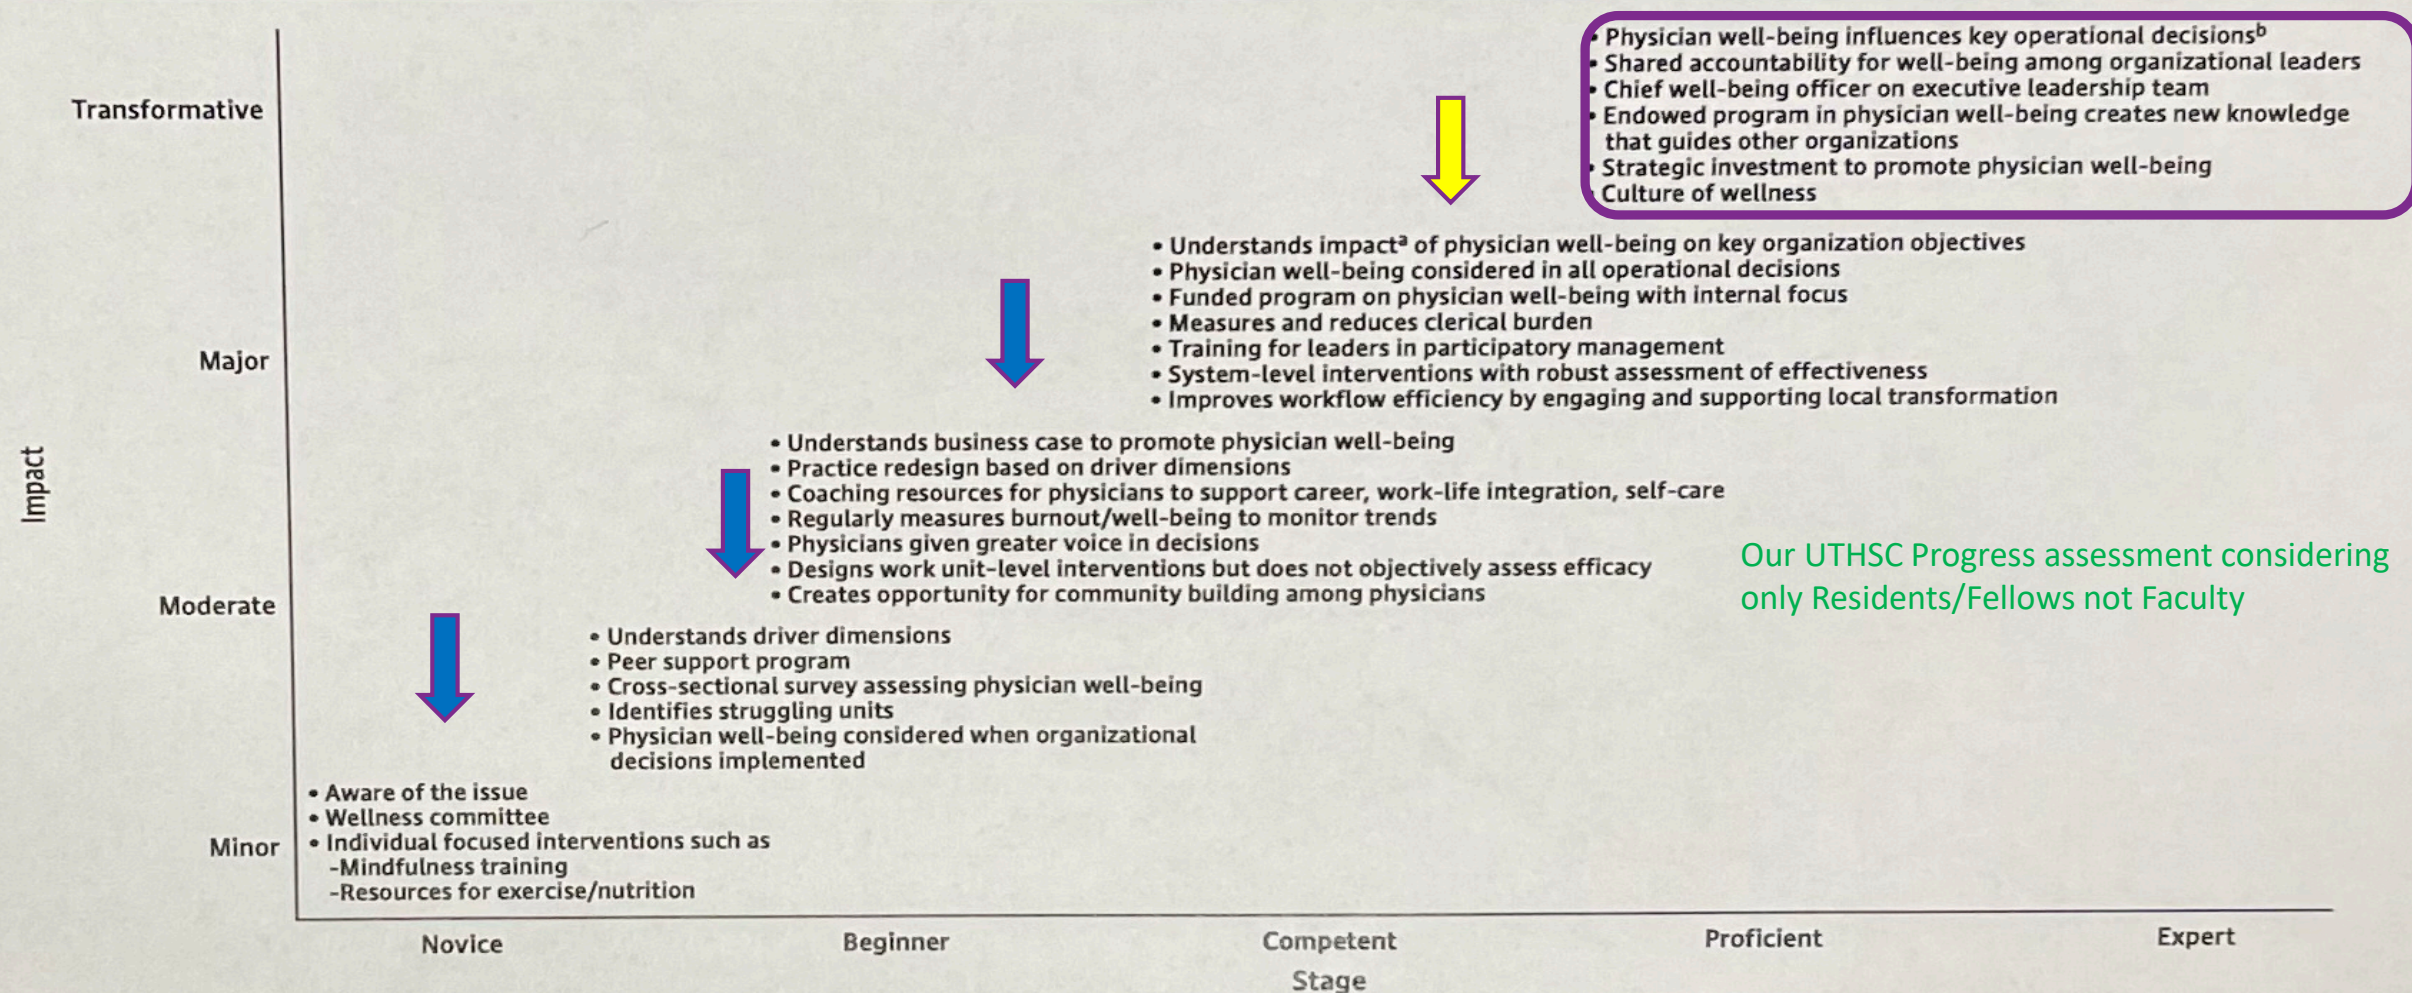 • Physician well-being influences key operational decisionsᵇ
• Shared accountability for well-being among organizational leaders
• Chief well-being officer on executive leadership team
• Endowed program in physician well-being creates new knowledge
that guides other organizations
• Strategic investment to promote physician well-being
• Culture of wellness
Transformative
• Understands impactᵃ of physician well-being on key organization objectives
• Physician well-being considered in all operational decisions
• Funded program on physician well-being with internal focus
• Measures and reduces clerical burden
• Training for leaders in participatory management
• System-level interventions with robust assessment of effectiveness
• Improves workflow efficiency by engaging and supporting local transformation
Major
Impact
• Understands business case to promote physician well-being
• Practice redesign based on driver dimensions
• Coaching resources for physicians to support career, work-life integration, self-care
• Regularly measures burnout/well-being to monitor trends
• Physicians given greater voice in decisions
• Designs work unit-level interventions but does not objectively assess efficacy
• Creates opportunity for community building among physicians
Our UTHSC Progress assessment considering
only Residents/Fellows not Faculty
Moderate
• Understands driver dimensions
• Peer support program
• Cross-sectional survey assessing physician well-being
• Identifies struggling units
• Physician well-being considered when organizational
decisions implemented
• Aware of the issue
• Wellness committee
• Individual focused interventions such as
-Mindfulness training
-Resources for exercise/nutrition
Minor
Novice
Beginner
Competent
Proficient
Expert
Stage